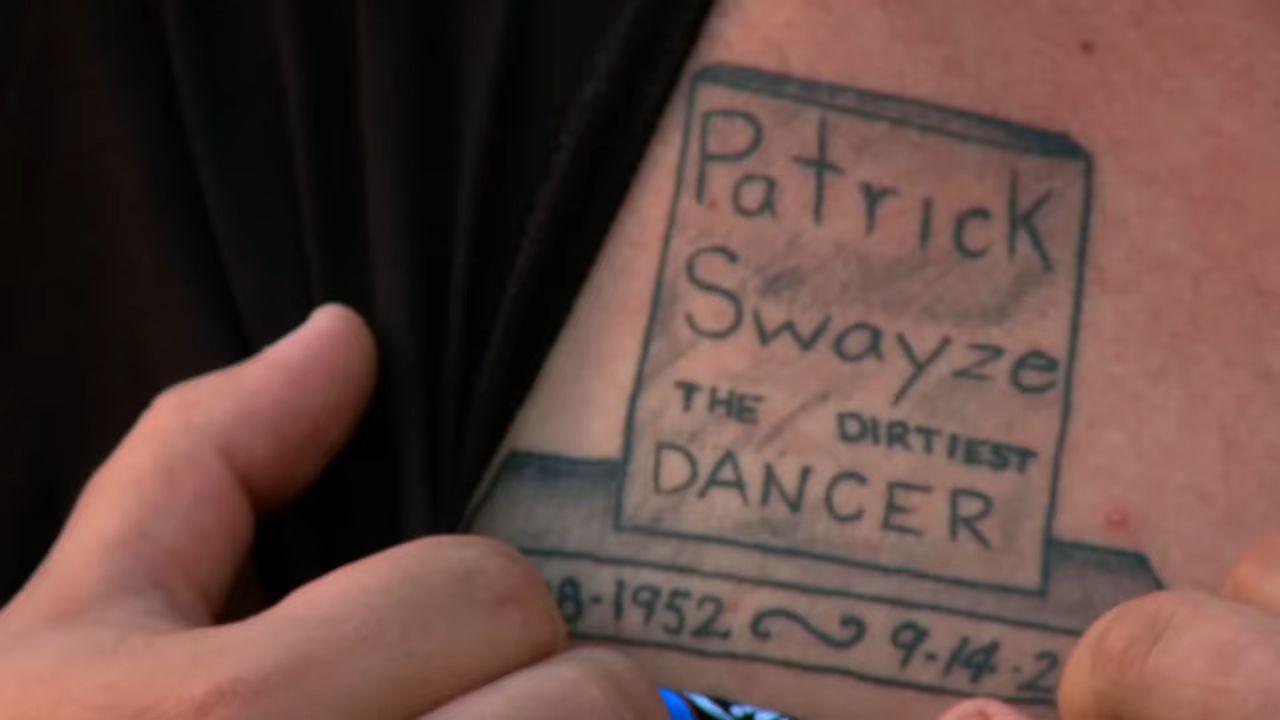 Patrick
Swayze
THE DIRTIEST
DANCER
8-1952 ~ 9-14-2